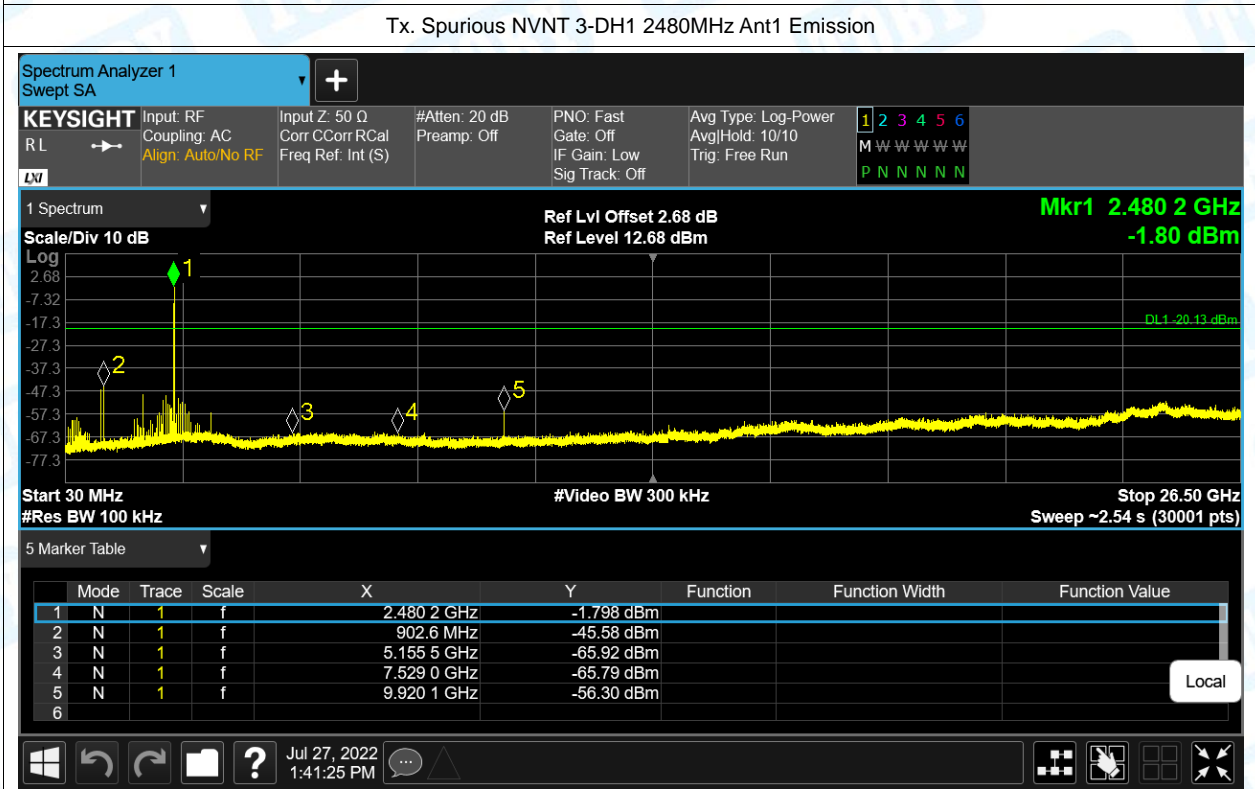 Tx. Spurious NVNT 3-DH1 2480MHz Ant1 Emission
Spectrum Analyzer 1
Swept SA
KEYSIGHT
RL
LXI
Input: RF
Coupling: AC
Align: Auto/No RF
Input Z: 50 Ω
Corr CCorr RCal
Freq Ref: Int (S)
#Atten: 20 dB
Preamp: Off
PNO: Fast
Gate: Off
IF Gain: Low
Sig Track: Off
Avg Type: Log-Power
Avg|Hold: 10/10
Trig: Free Run
1 2 3 4 5 6
M W W W W W
P N N N N N
1 Spectrum
Scale/Div 10 dB
Ref Lvl Offset 2.68 dB
Ref Level 12.68 dBm
Mkr1 2.480 2 GHz
-1.80 dBm
Log
2.68
-7.32
-17.3
-27.3
-37.3
-47.3
-57.3
-67.3
-77.3
1
DL1 -20.13 dBm
2
5
3
4
Start 30 MHz
#Video BW 300 kHz
Stop 26.50 GHz
#Res BW 100 kHz
Sweep ~2.54 s (30001 pts)
5 Marker Table
Mode Trace Scale X Y Function Function Width Function Value
1 N 1 f 2.480 2 GHz -1.798 dBm
2 N 1 f 902.6 MHz -45.58 dBm
3 N 1 f 5.155 5 GHz -65.92 dBm
4 N 1 f 7.529 0 GHz -65.79 dBm
5 N 1 f 9.920 1 GHz -56.30 dBm
6
Local
?
Jul 27, 2022
1:41:25 PM